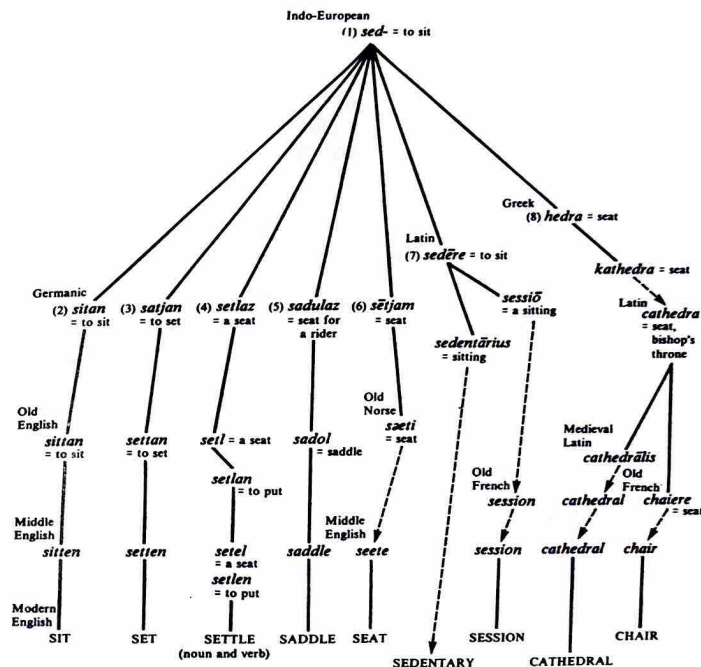 Indo-European
(1) sed- = to sit
Greek
(8) hedra = seat
Latin
(7) sedēre = to sit
kathedra = seat
Germanic
(2) sitan
= to sit
(3) satjan
= to set
(4) setlaz
= a seat
(5) sadulaz
= seat for
a rider
(6) sētjam
= seat
sessiō
= a sitting
Latin
cathedra
= seat,
bishop's
throne
sedentārius
= sitting
Old
English
sittan
= to sit
settan
= to set
setl = a seat
sadol
= saddle
Old
Norse
sæti
= seat
setlan
= to put
Medieval
Latin
cathedrālis
Old
French
session
cathedral
Old
French
chaiere
= seat
Middle
English
sitten
setten
setel
= a seat
setlen
= to put
saddle
Middle
English
seete
session
cathedral
chair
Modern
English
SIT
SET
SETTLE
(noun and verb)
SADDLE
SEAT
SEDENTARY
SESSION
CATHEDRAL
CHAIR